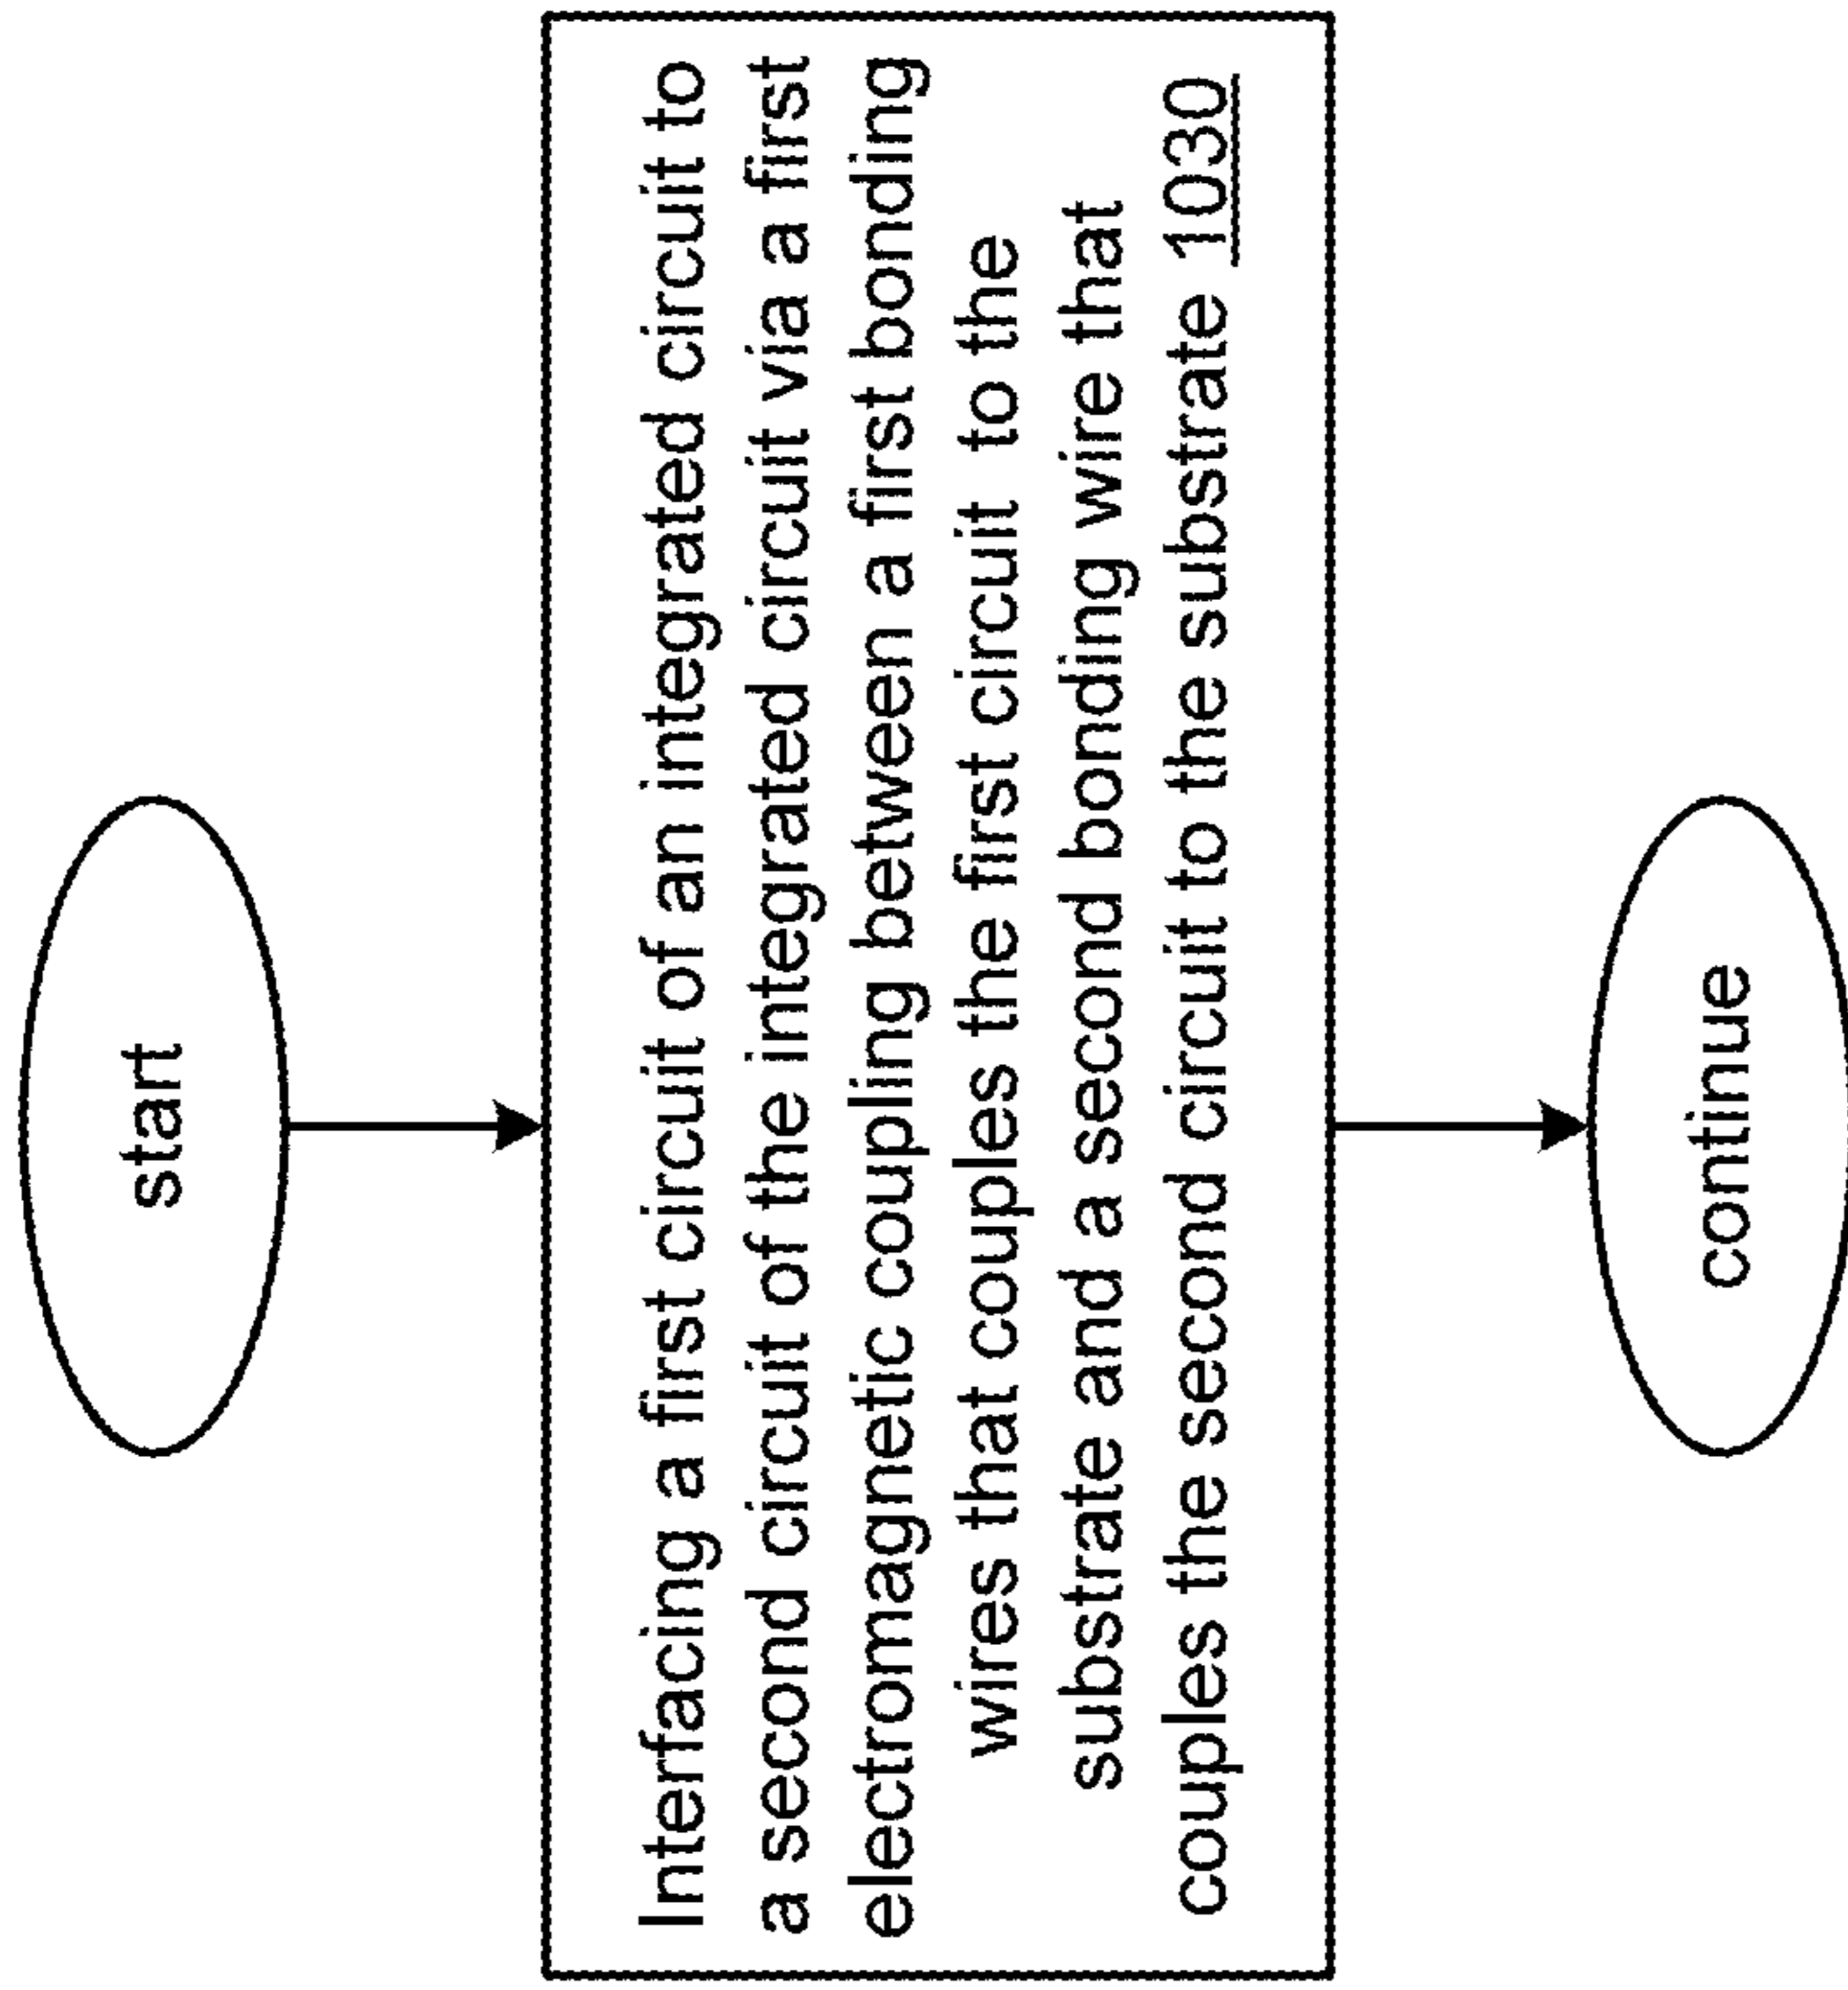 start
Interfacing a first circuit of an integrated circuit to
a second circuit of the integrated circuit via a first
electromagnetic coupling between a first bonding
wires that couples the first circuit to the
substrate and a second bonding wire that
couples the second circuit to the substrate 1030
continue